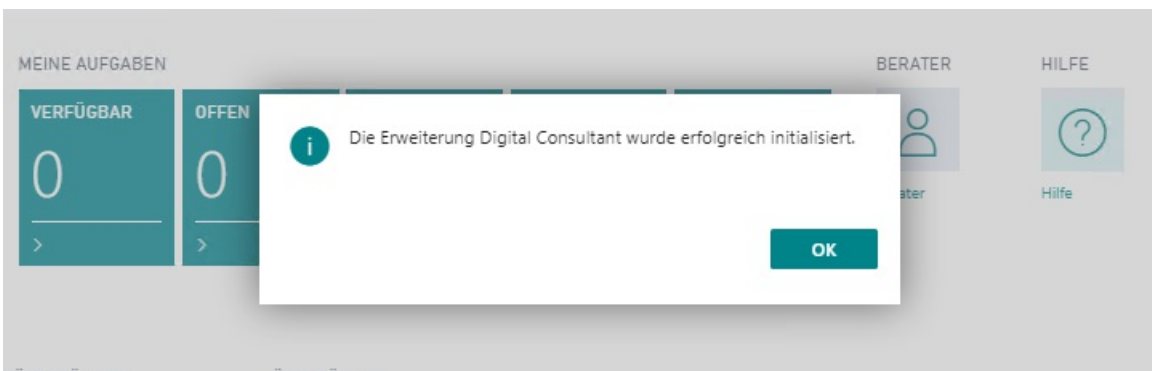 MEINE AUFGABEN
BERATER
HILFE
VERFÜGBAR
OFFEN
0
0
Die Erweiterung Digital Consultant wurde erfolgreich initialisiert.
Hilfe
OK